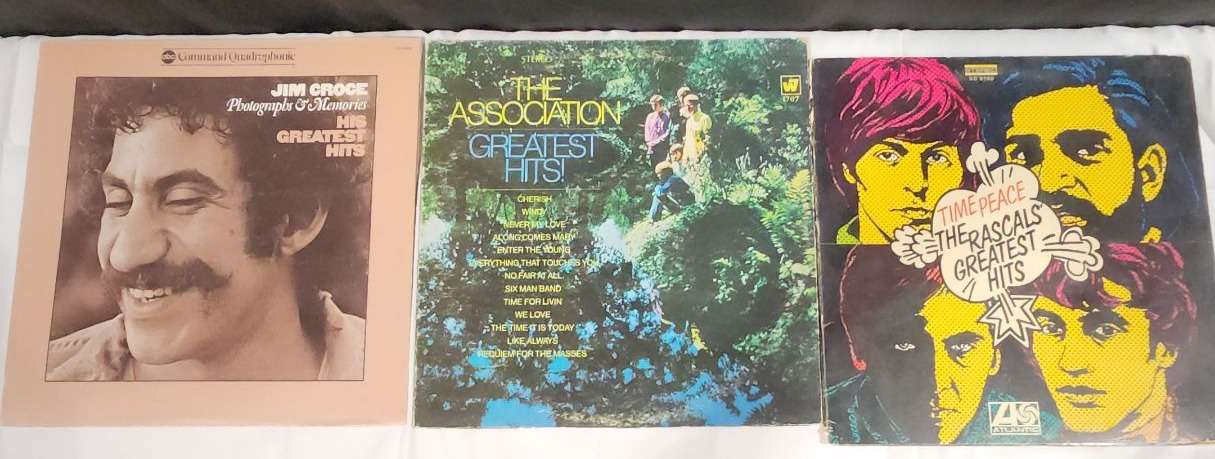 abc Command Quadraphonic
JIM CROCE
Photographs & Memories
HIS
GREATEST
HITS
STEREO
THE
ASSOCIATION
GREATEST
HITS!
W
1767
CHERISH
WINDY
NEVER MY LOVE
ALONG COMES MARY
ENTER THE YOUNG
EVERYTHING THAT TOUCHES YOU
NO FAIR AT ALL
SIX MAN BAND
TIME FOR LIVIN
WE LOVE
THE TIME IT IS TODAY
LIKE ALWAYS
REQUIEM FOR THE MASSES
TIME PEACE
THE RASCALS'
GREATEST
HITS
ATLANTIC